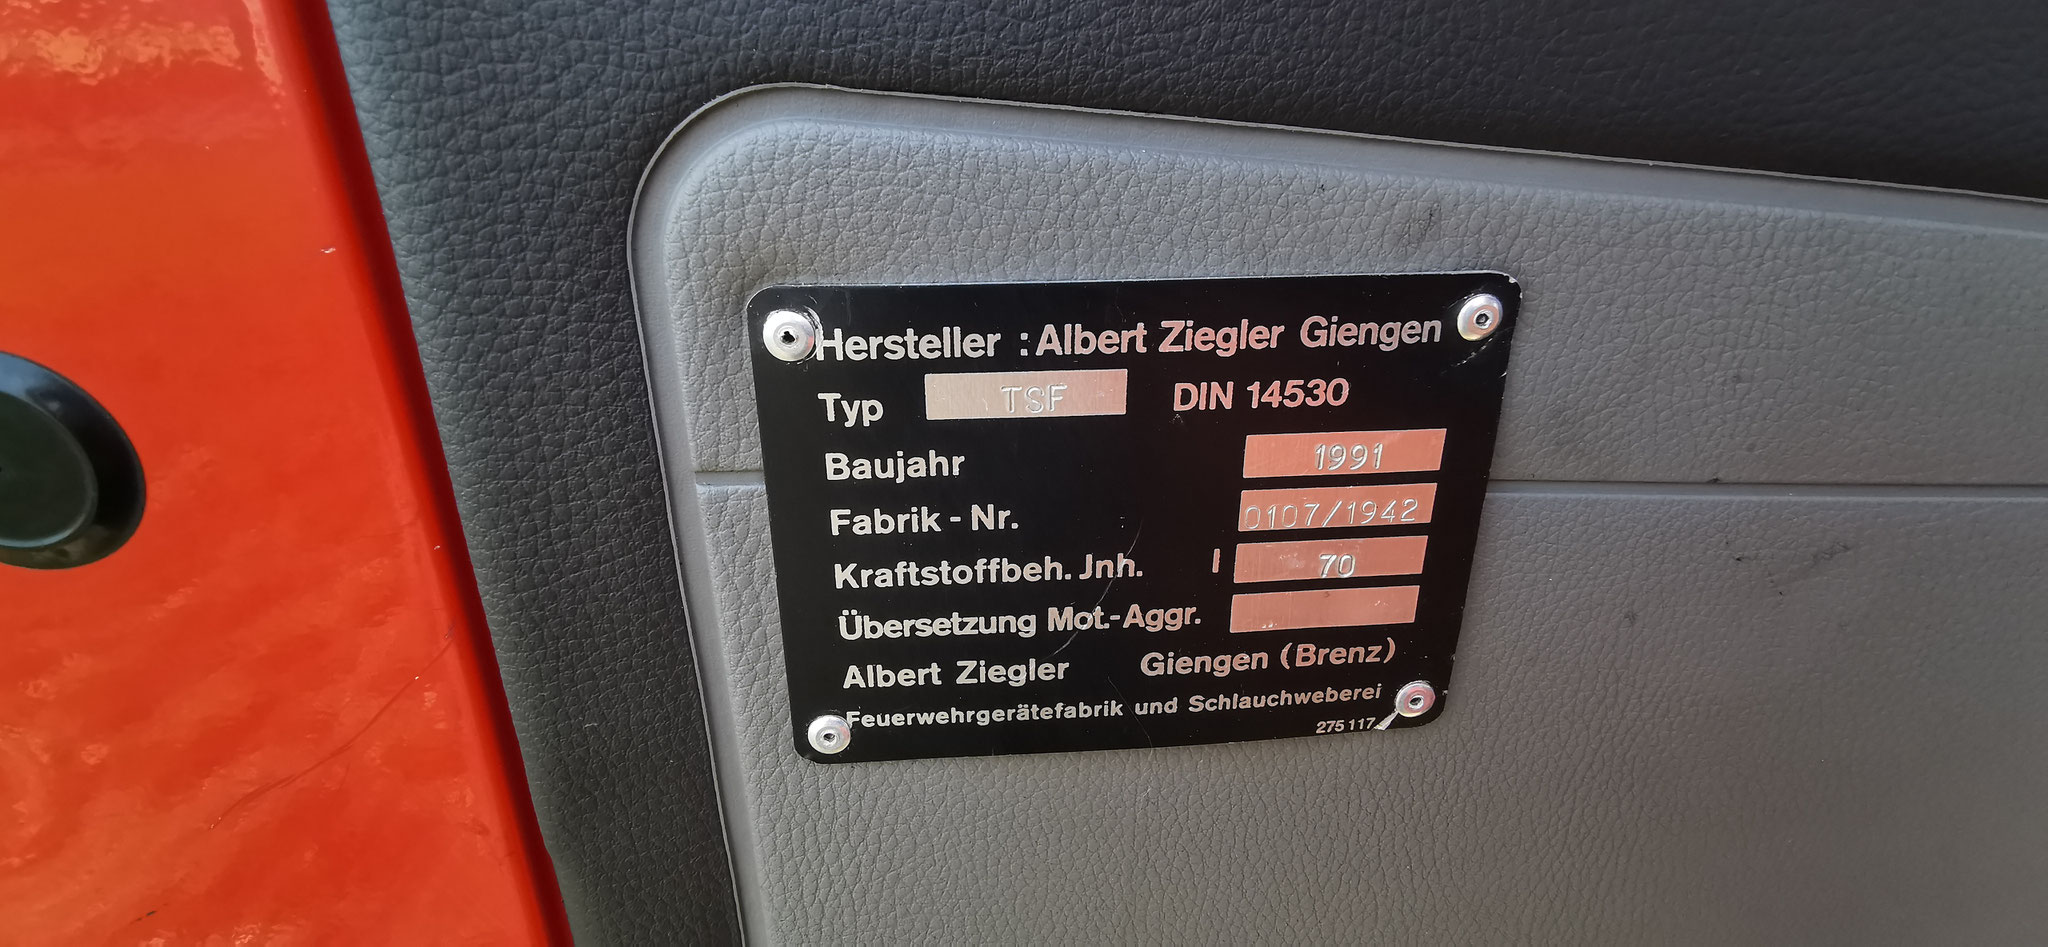 Hersteller : Albert Ziegler Giengen
Typ TSF DIN 14530
Baujahr 1991
Fabrik - Nr. 0107/1942
Kraftstoffbeh. Jnh. l 70
Übersetzung Mot.-Aggr.
Albert Ziegler Giengen (Brenz)
Feuerwehrgerätefabrik und Schlauchweberei
275 117